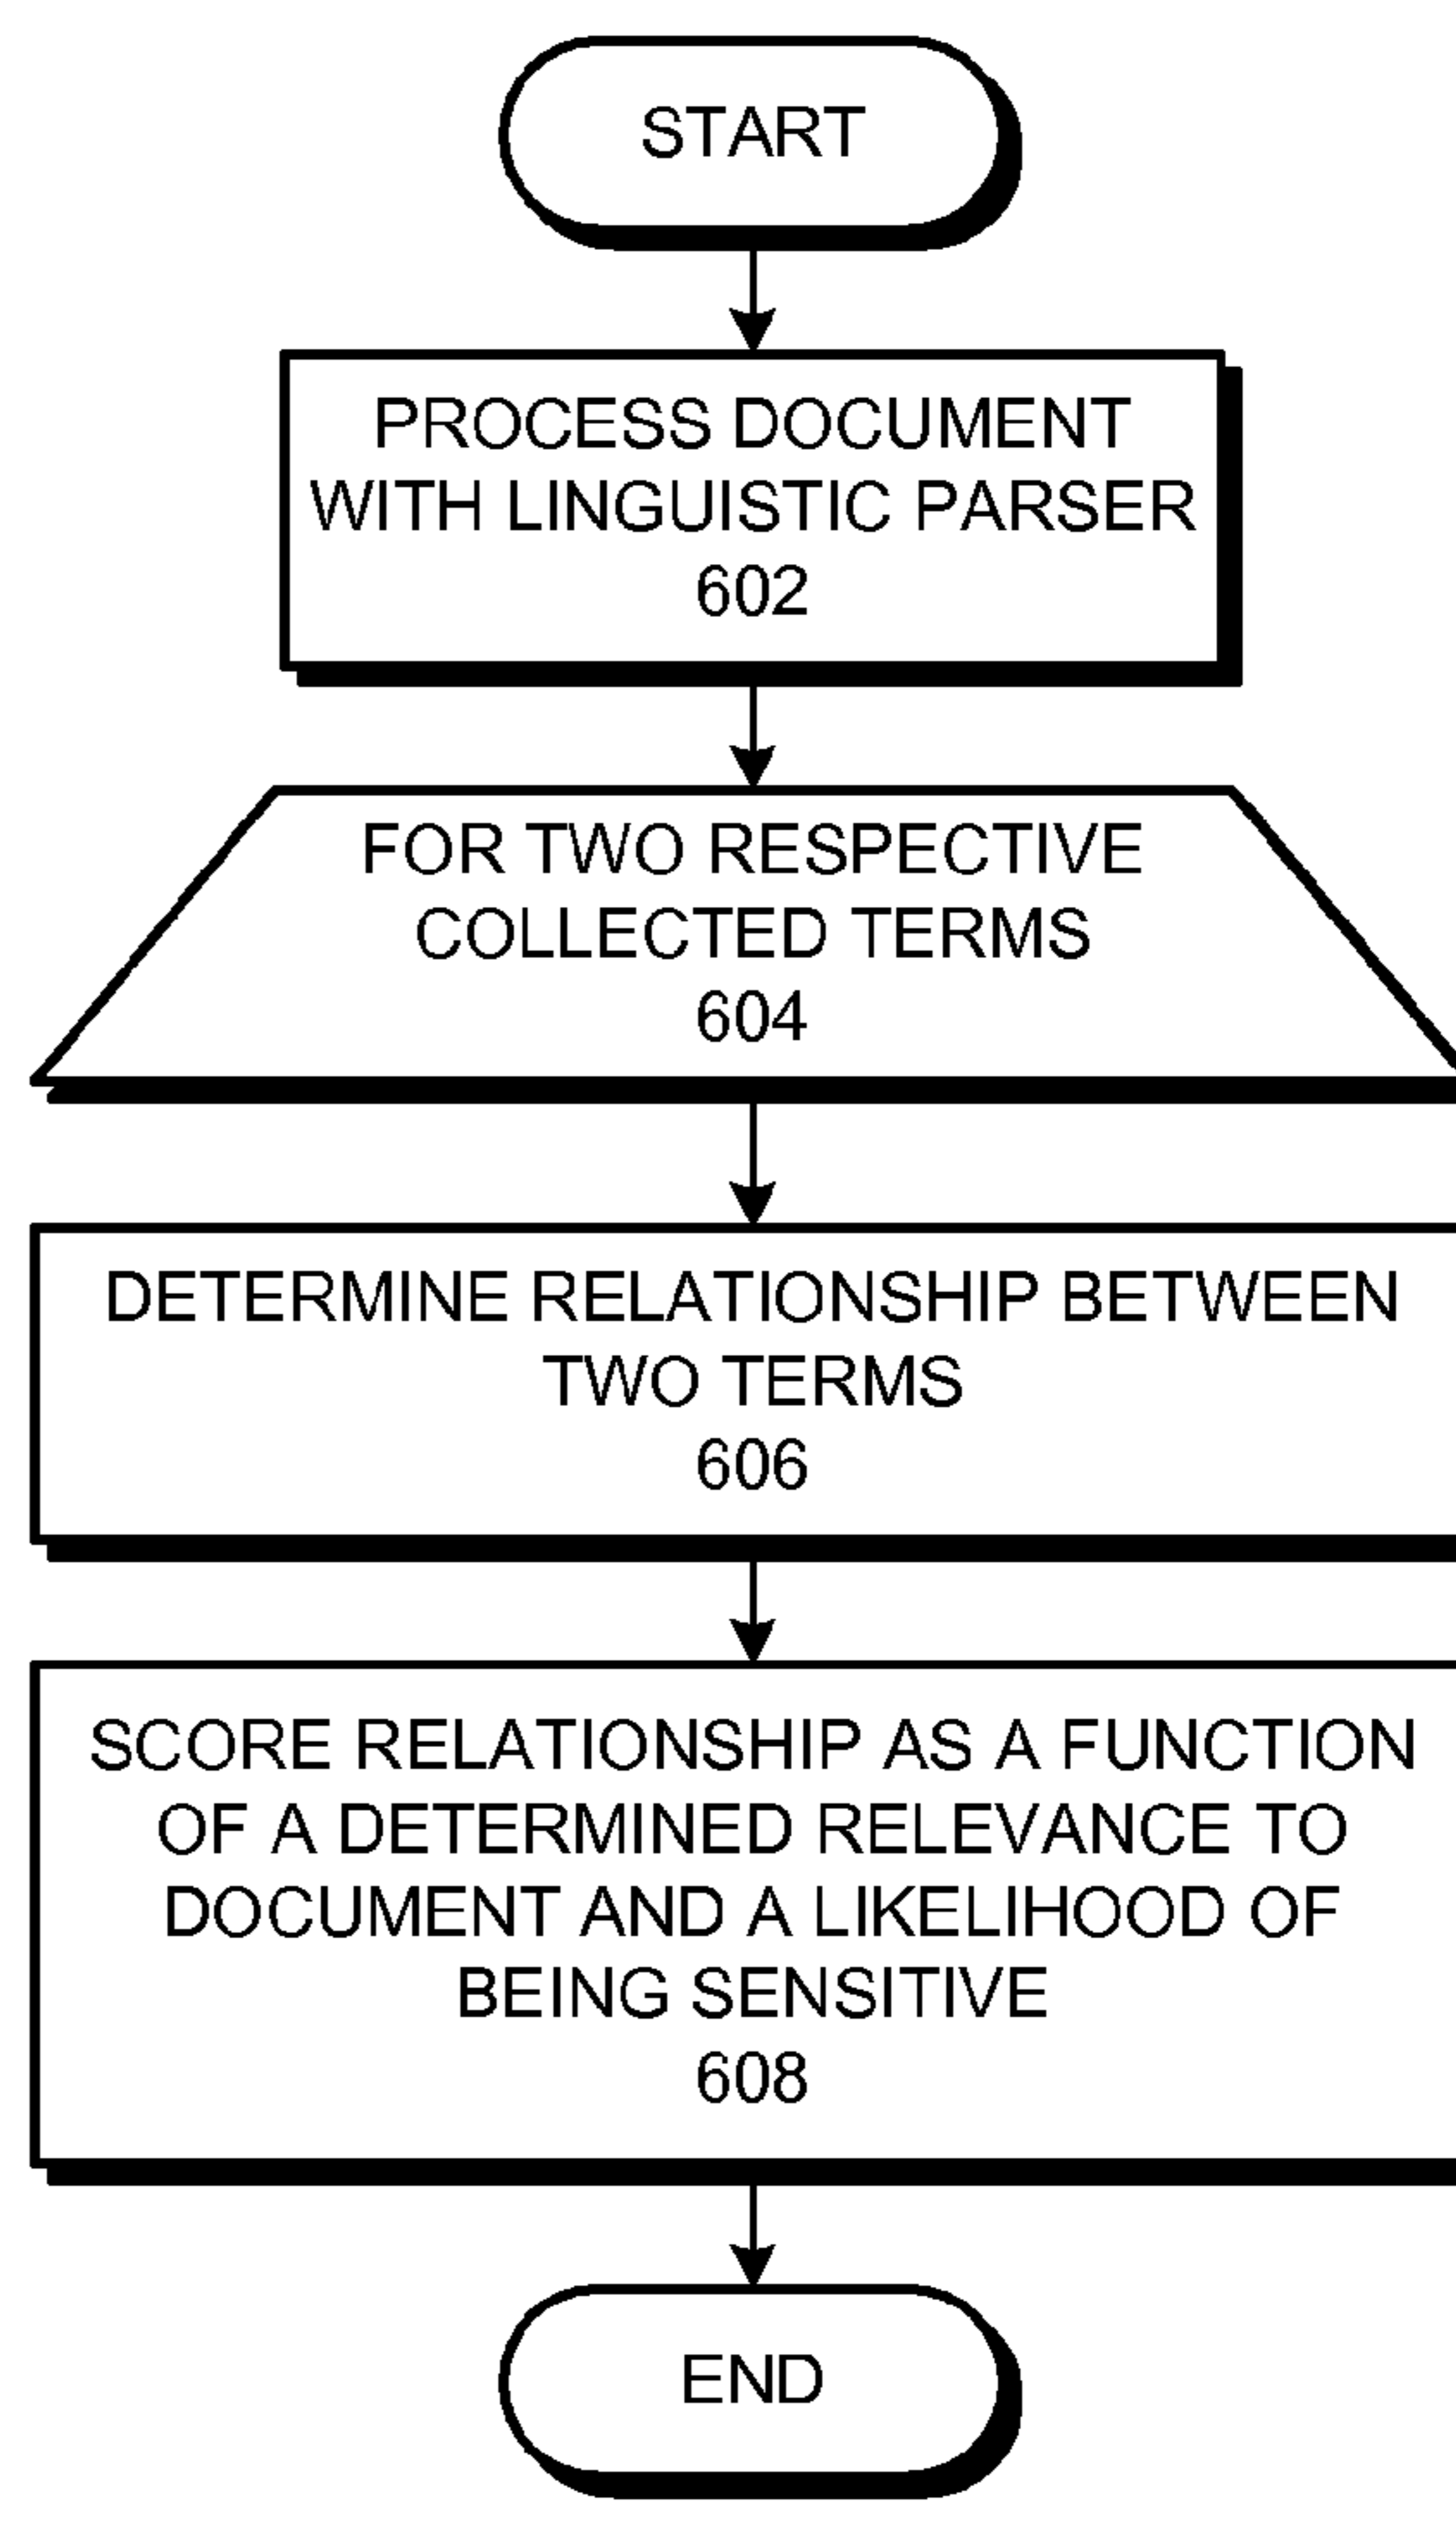 START
PROCESS DOCUMENT
WITH LINGUISTIC PARSER
602
FOR TWO RESPECTIVE
COLLECTED TERMS
604
DETERMINE RELATIONSHIP BETWEEN
TWO TERMS
606
SCORE RELATIONSHIP AS A FUNCTION
OF A DETERMINED RELEVANCE TO
DOCUMENT AND A LIKELIHOOD OF
BEING SENSITIVE
608
END